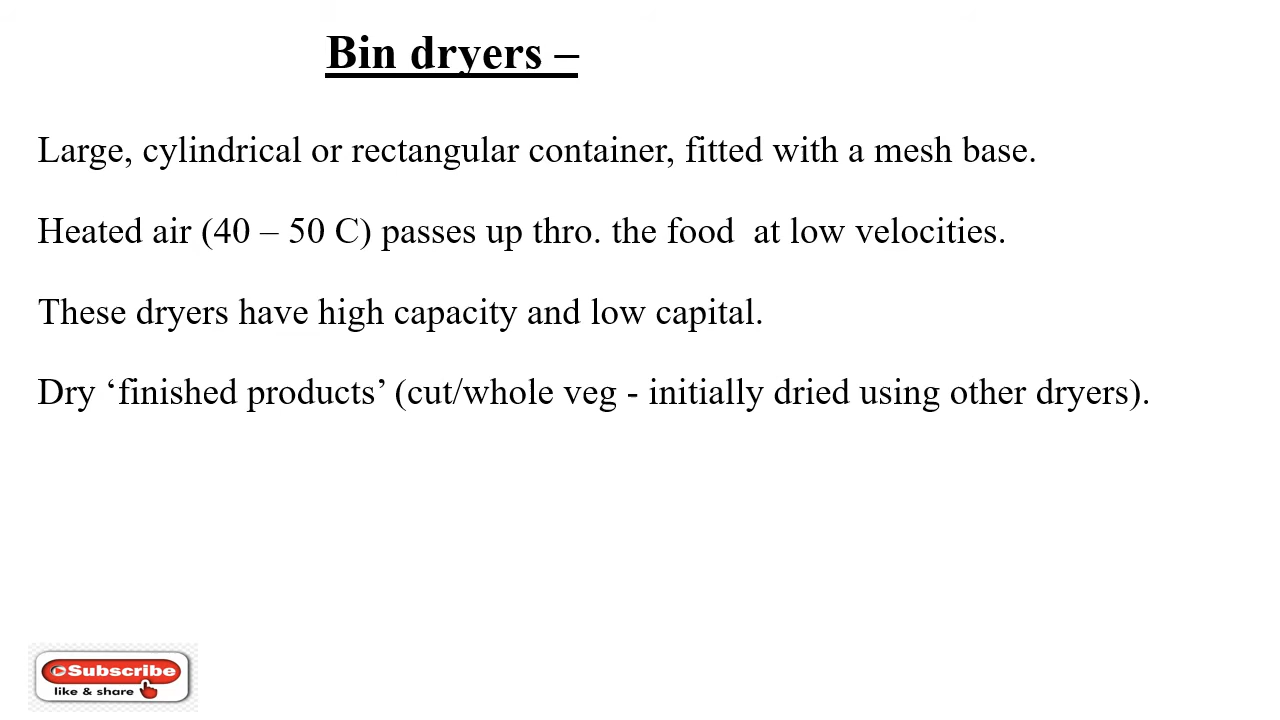 Bin dryers –
Large, cylindrical or rectangular container, fitted with a mesh base.
Heated air (40 – 50 C) passes up thro. the food  at low velocities.
These dryers have high capacity and low capital.
Dry ‘finished products’ (cut/whole veg - initially dried using other dryers).
Subscribe
like & share